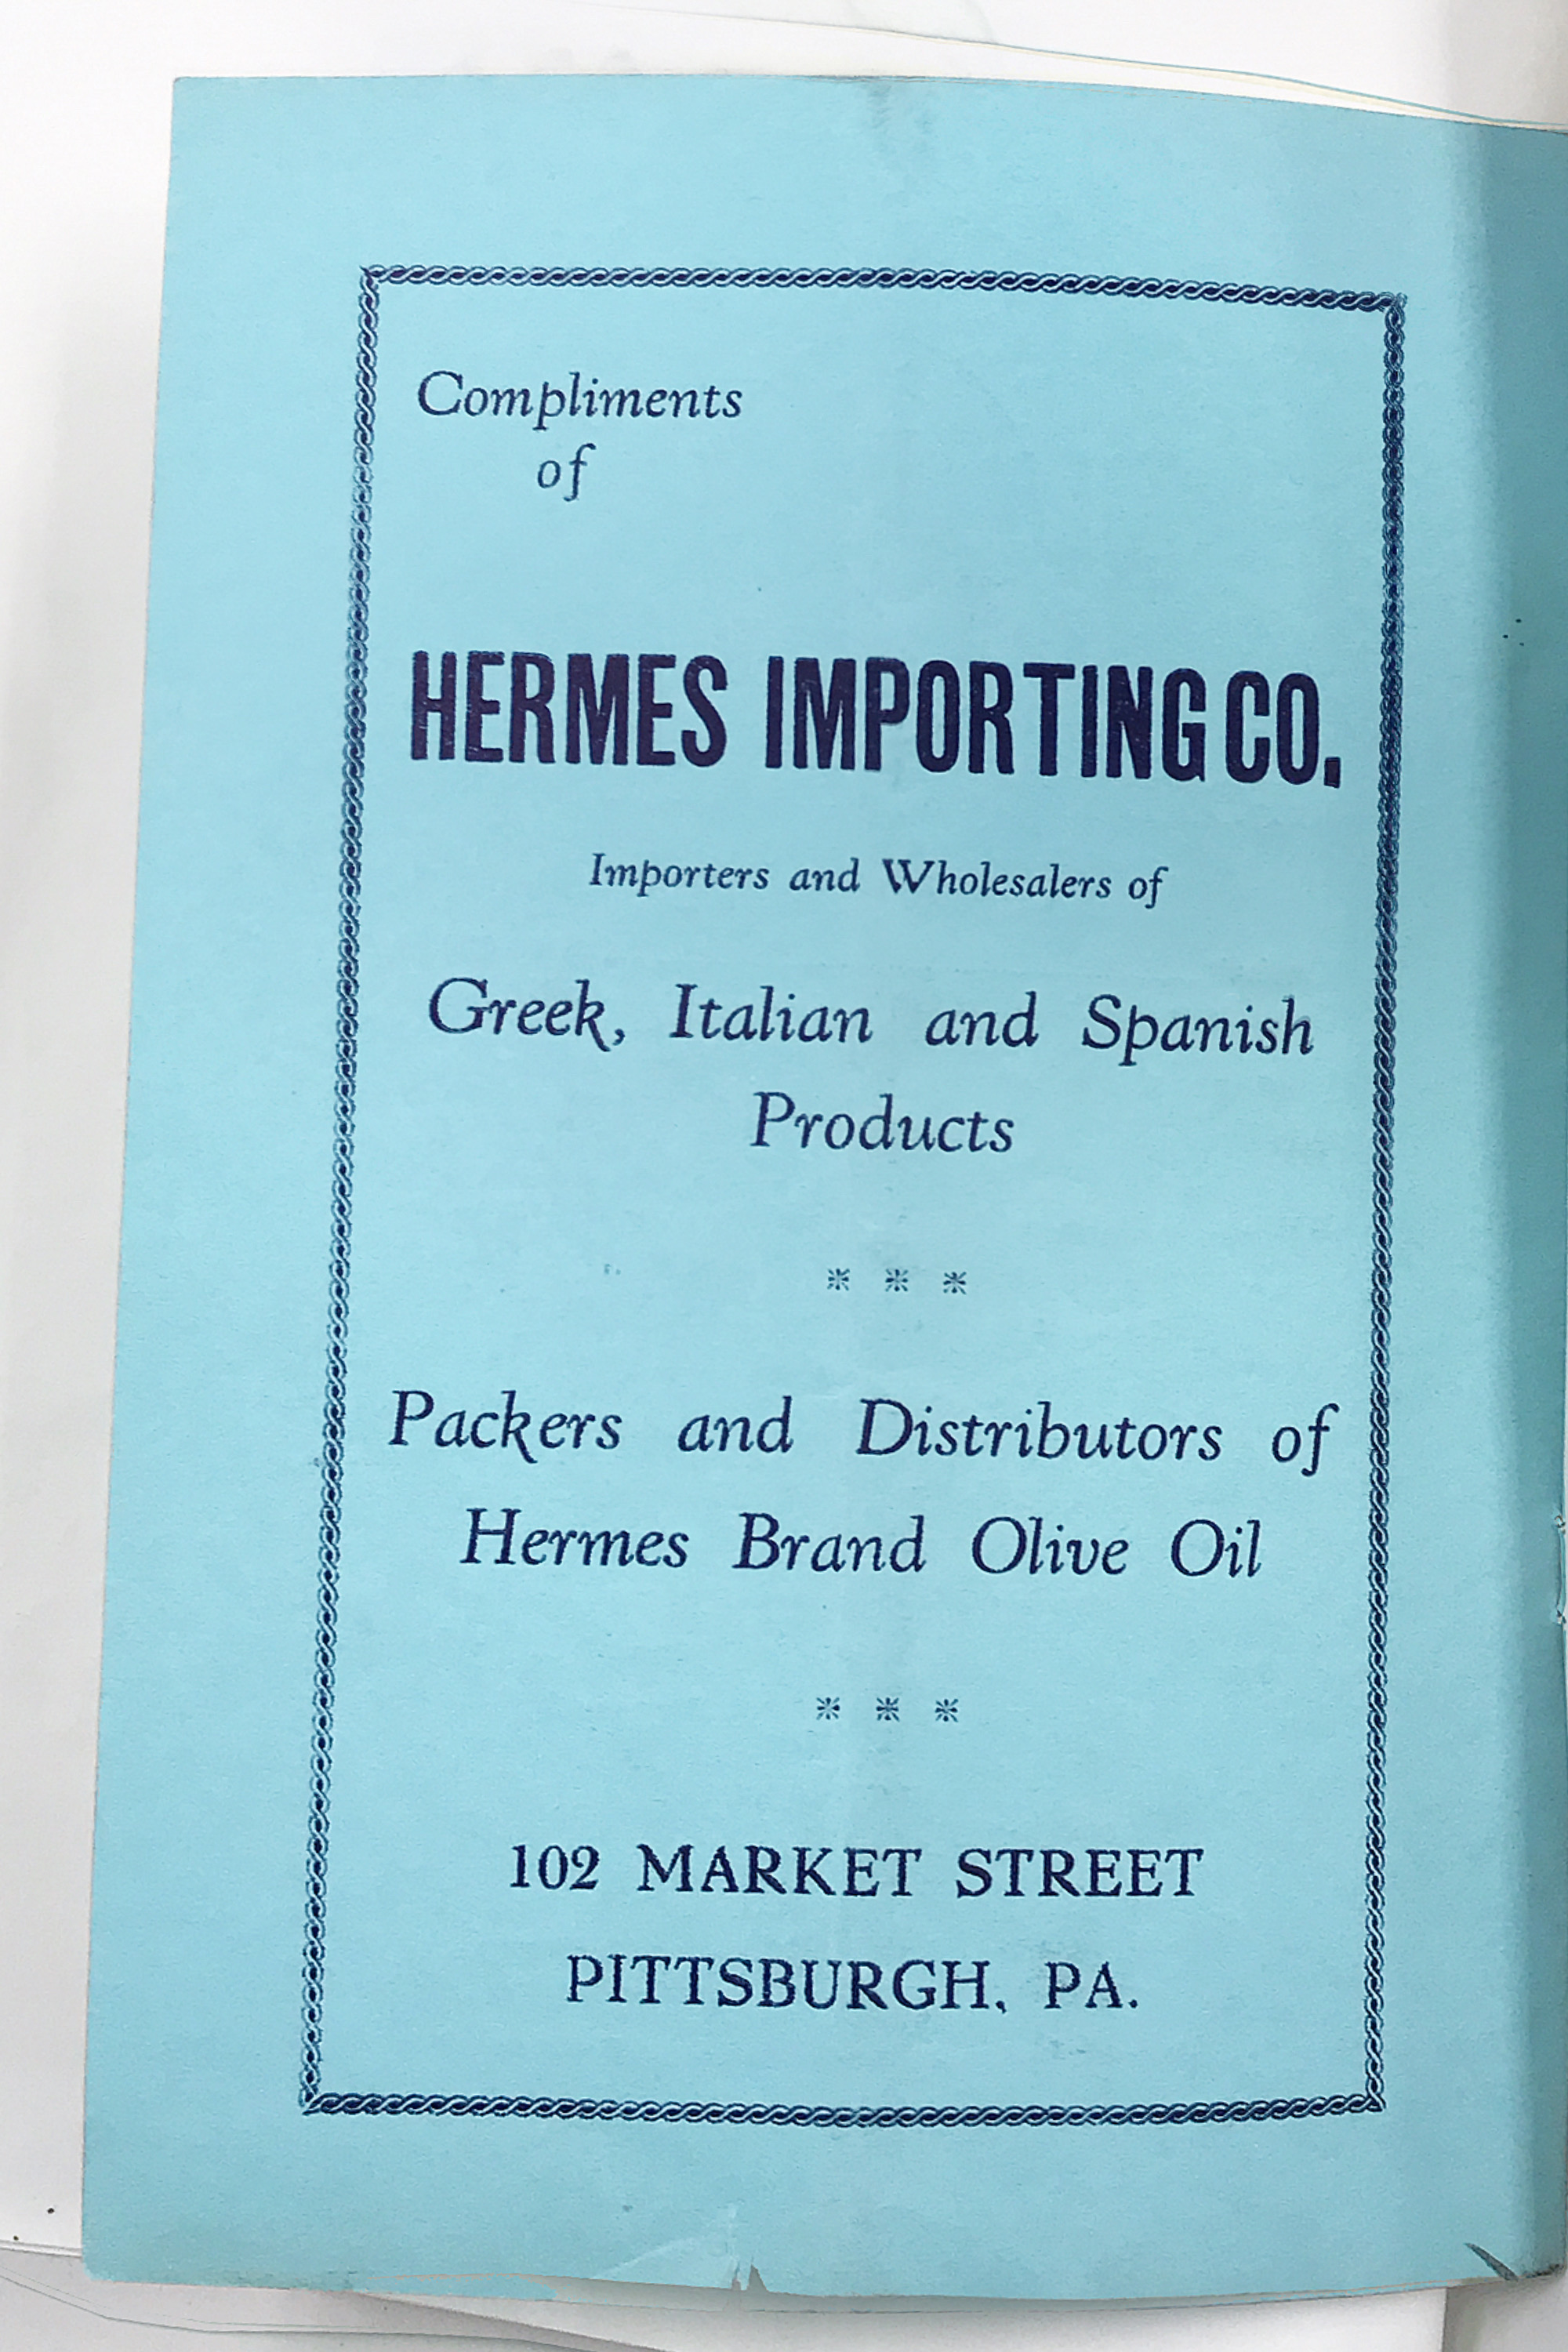 Compliments
of
HERMES IMPORTING CO.
Importers and Wholesalers of
Greek, Italian and Spanish
Products
* * *
Packers and Distributors of
Hermes Brand Olive Oil
* * *
102 MARKET STREET
PITTSBURGH, PA.